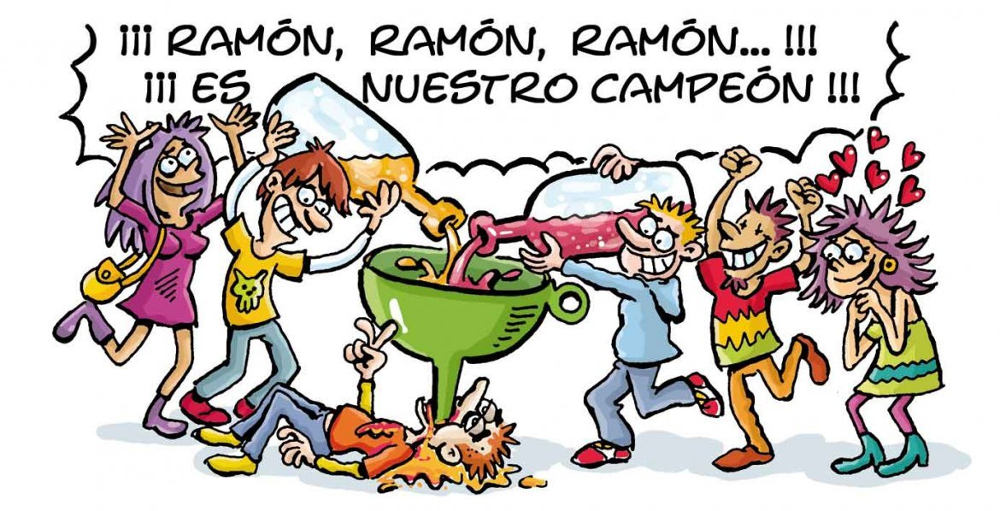 ¡¡¡ RAMÓN, RAMÓN, RAMÓN... !!!
¡¡¡ ES NUESTRO CAMPEÓN !!!